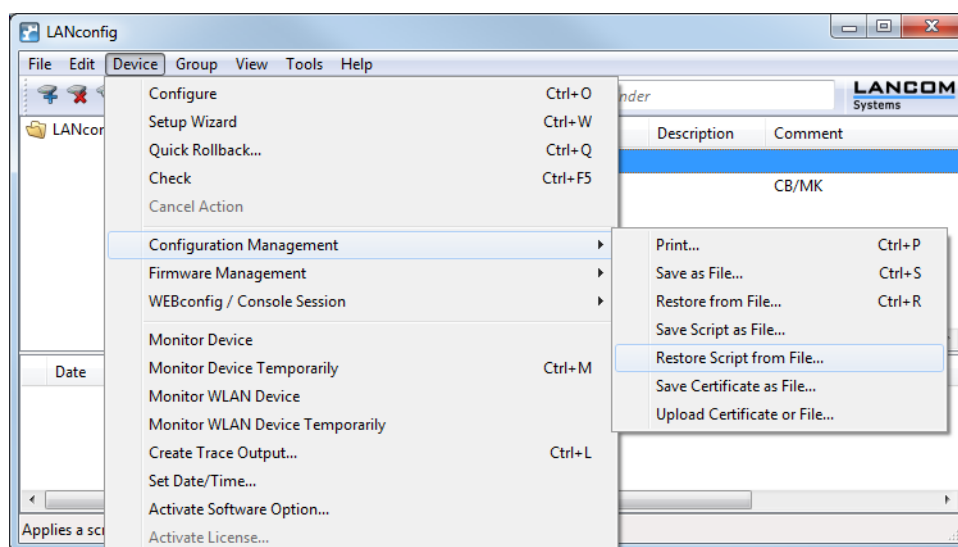 LANconfig
File Edit Device Group View Tools Help
LANCOM
Systems
Configure Ctrl+O
Setup Wizard Ctrl+W
Quick Rollback... Ctrl+Q
Check Ctrl+F5
Cancel Action
Configuration Management
Firmware Management
WEBconfig / Console Session
Monitor Device
Monitor Device Temporarily Ctrl+M
Monitor WLAN Device
Monitor WLAN Device Temporarily
Create Trace Output... Ctrl+L
Set Date/Time...
Activate Software Option...
Activate License...
Description Comment
CB/MK
Print... Ctrl+P
Save as File... Ctrl+S
Restore from File... Ctrl+R
Save Script as File...
Restore Script from File...
Save Certificate as File...
Upload Certificate or File...
Date
Applies a